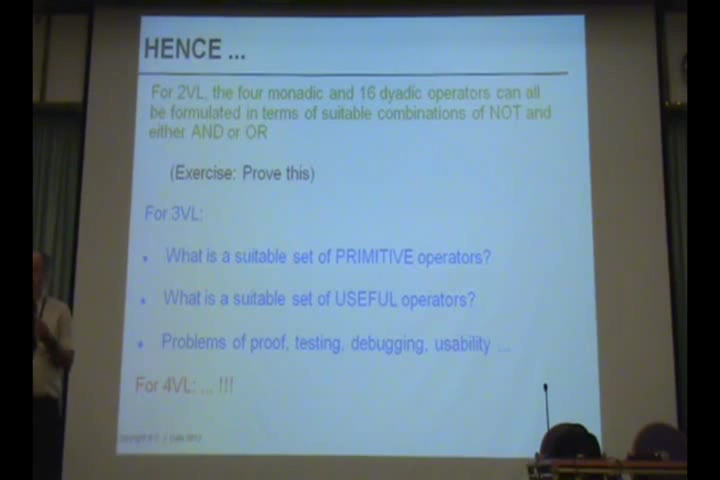 HENCE ...
For 2VL, the four monadic and 16 dyadic operators can all
be formulated in terms of suitable combinations of NOT and
either AND or OR
(Exercise: Prove this)
For 3VL:
• What is a suitable set of PRIMITIVE operators?
• What is a suitable set of USEFUL operators?
• Problems of proof, testing, debugging, usability ...
For 4VL: ... !!!